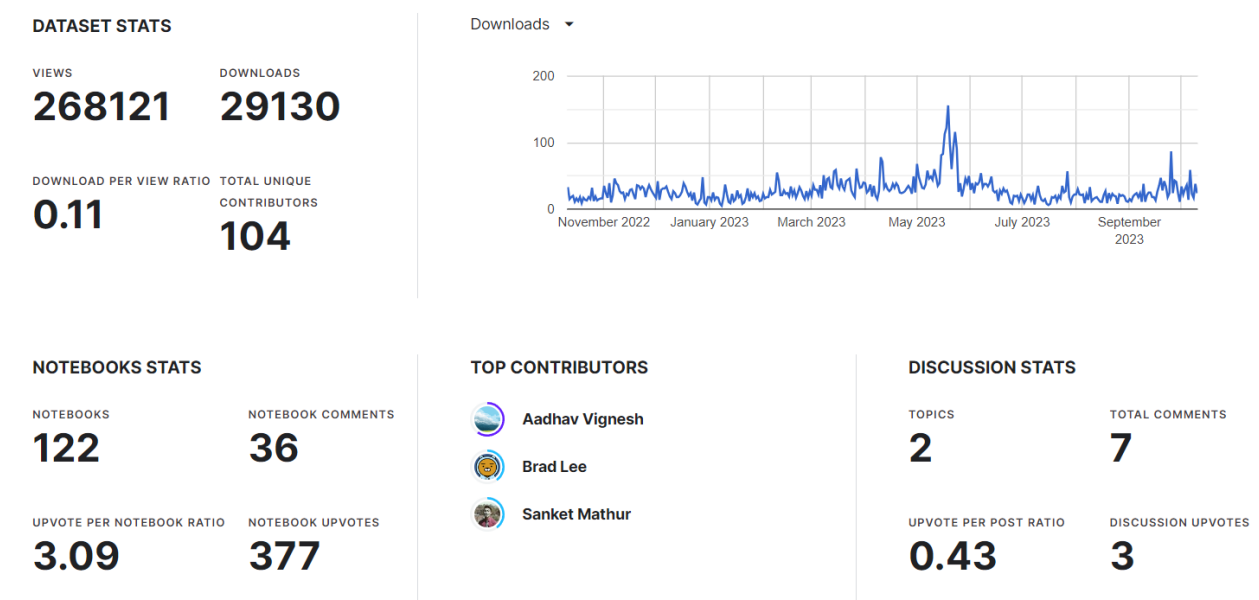 DATASET STATS
VIEWS
268121
DOWNLOADS
29130
DOWNLOAD PER VIEW RATIO
0.11
TOTAL UNIQUE
CONTRIBUTORS
104
Downloads
200
100
0
November 2022
January 2023
March 2023
May 2023
July 2023
September
2023
NOTEBOOKS STATS
NOTEBOOKS
122
NOTEBOOK COMMENTS
36
UPVOTE PER NOTEBOOK RATIO
3.09
NOTEBOOK UPVOTES
377
TOP CONTRIBUTORS
Aadhav Vignesh
Brad Lee
Sanket Mathur
DISCUSSION STATS
TOPICS
2
TOTAL COMMENTS
7
UPVOTE PER POST RATIO
0.43
DISCUSSION UPVOTES
3